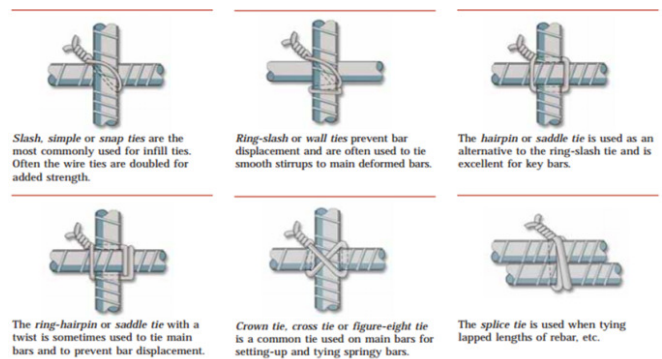 Slash, simple or snap ties are the
most commonly used for infill ties.
Often the wire ties are doubled for
added strength.
Ring-slash or wall ties prevent bar
displacement and are often used to tie
smooth stirrups to main deformed bars.
The hairpin or saddle tie is used as an
alternative to the ring-slash tie and is
excellent for key bars.
The ring-hairpin or saddle tie with a
twist is sometimes used to tie main
bars and to prevent bar displacement.
Crown tie, cross tie or figure-eight tie
is a common tie used on main bars for
setting-up and tying springy bars.
The splice tie is used when tying
lapped lengths of rebar, etc.